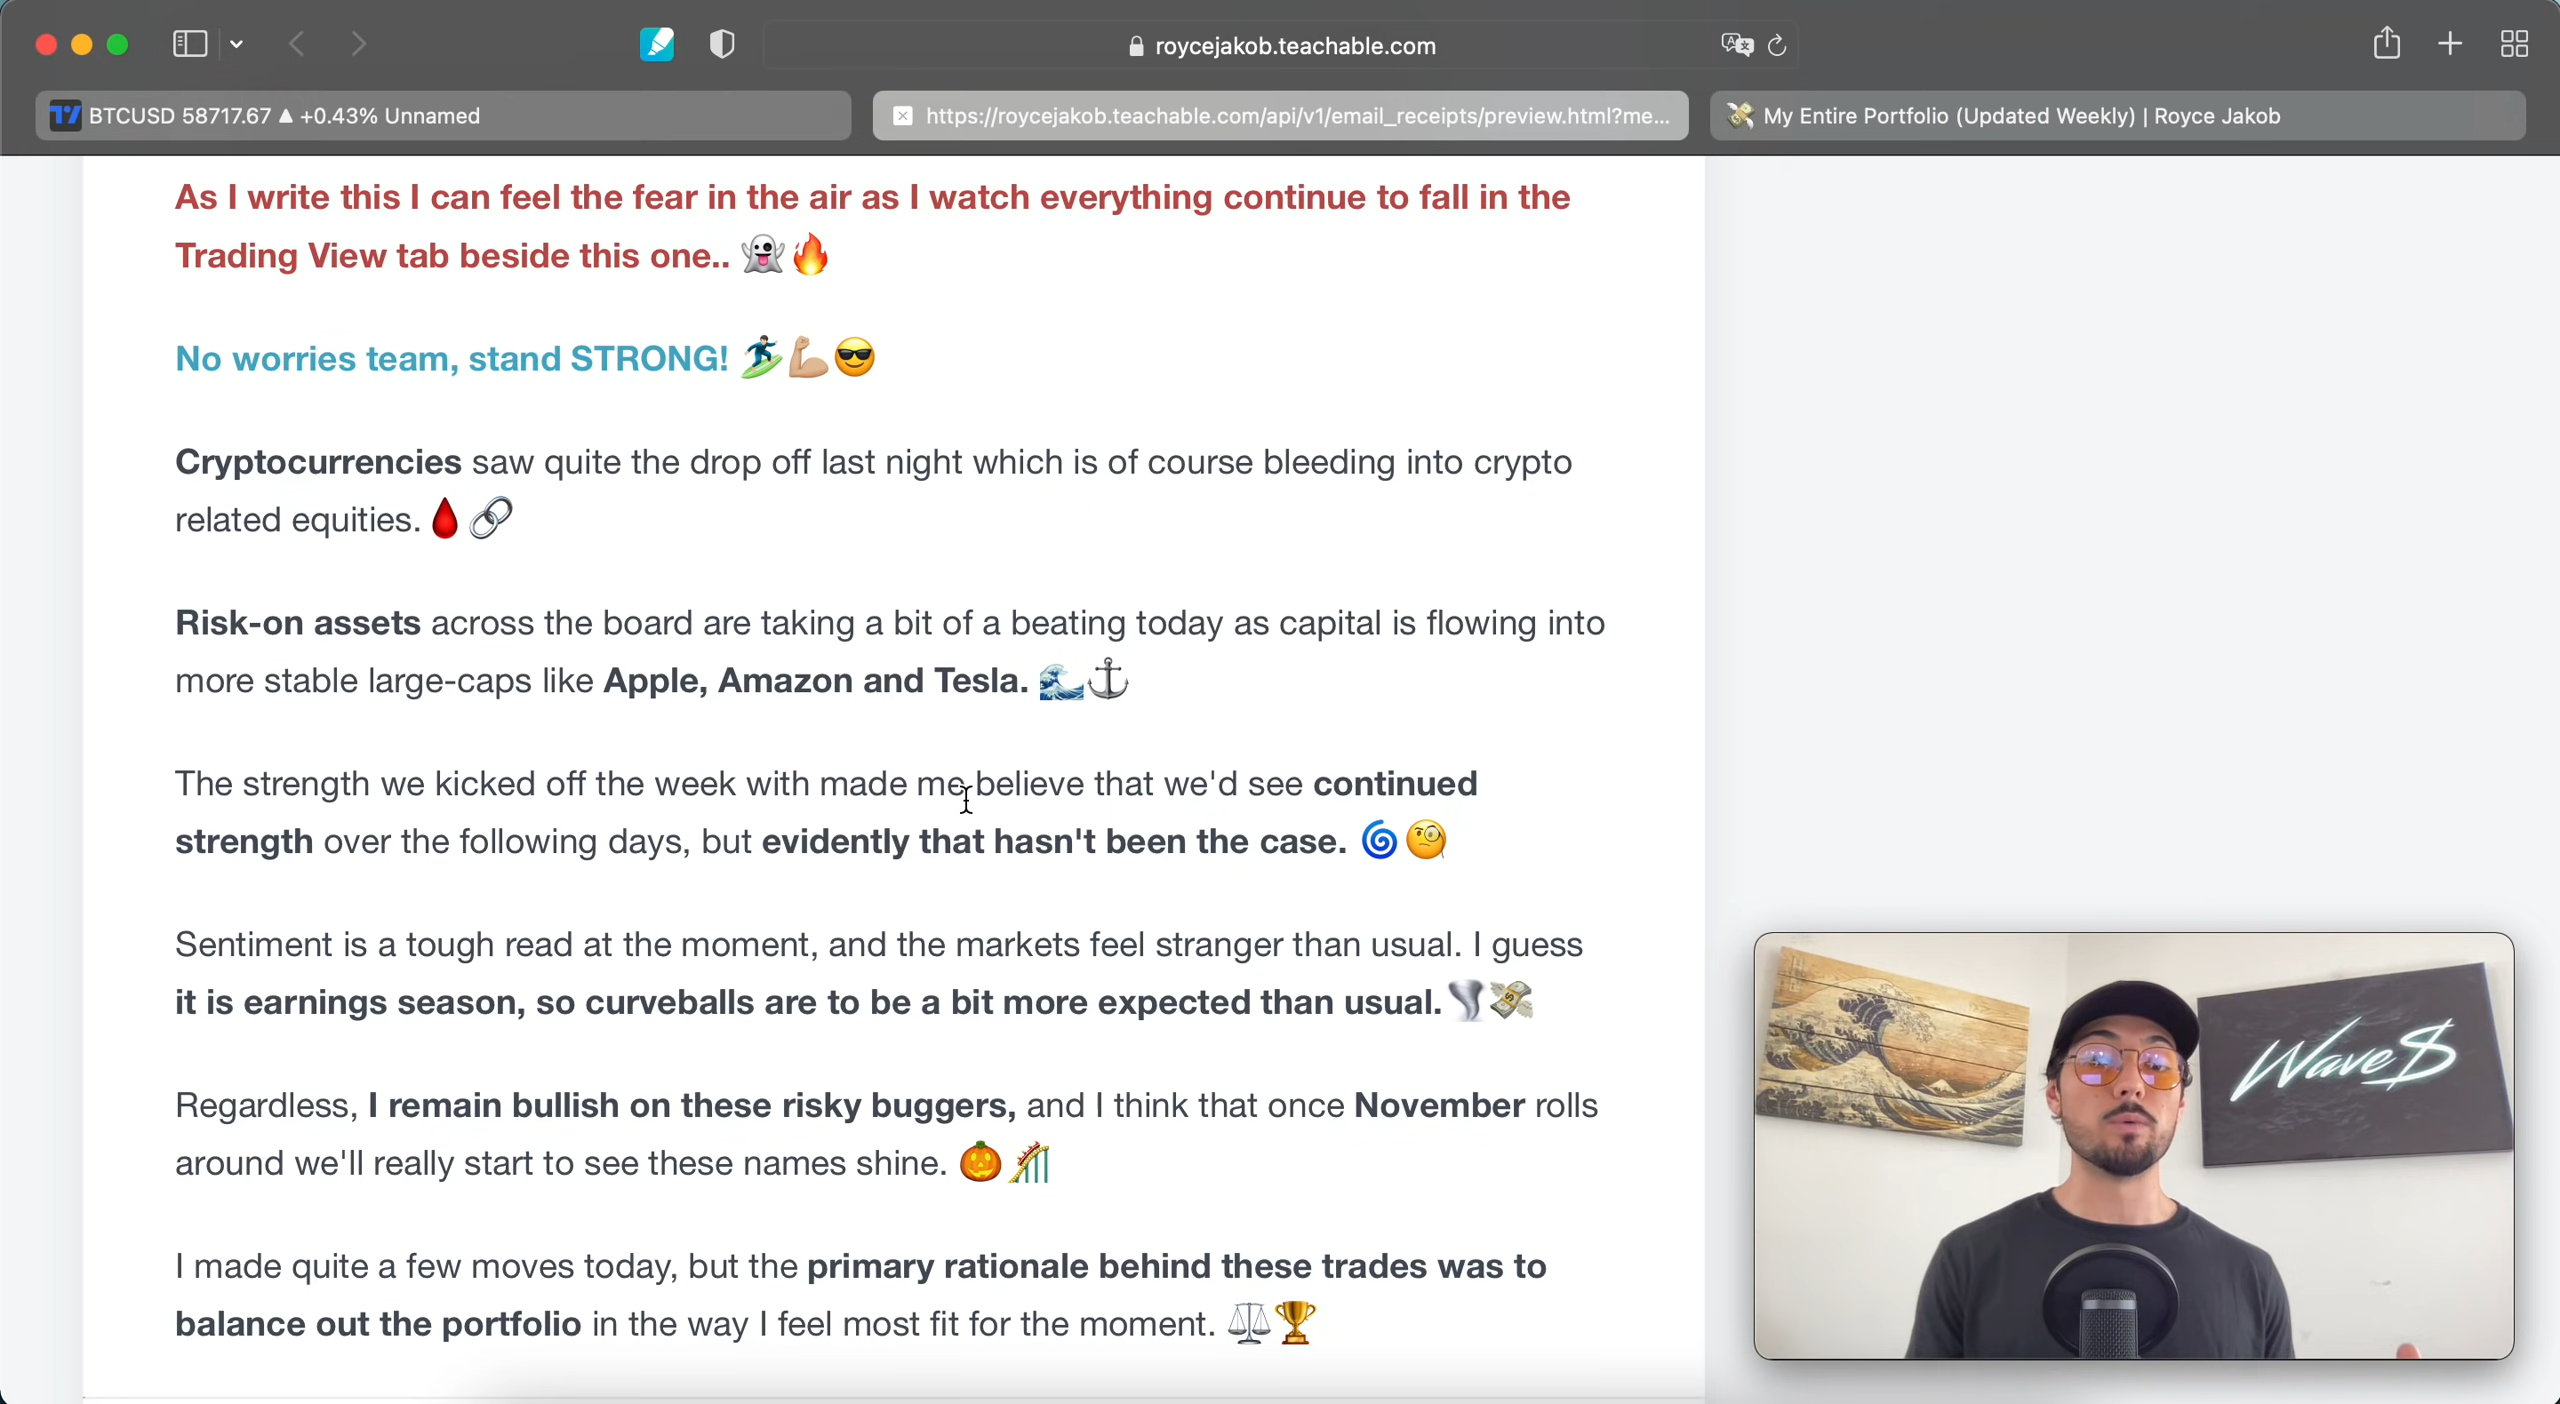 roycejakob.teachable.com
BTCUSD 58717.67 ▲ +0.43% Unnamed
https://roycejakob.teachable.com/api/v1/email_receipts/preview.html?me...
My Entire Portfolio (Updated Weekly) | Royce Jakob
As I write this I can feel the fear in the air as I watch everything continue to fall in the
Trading View tab beside this one.. 👻🔥
No worries team, stand STRONG! 🏄🏻‍♂️💪🏼😎
Cryptocurrencies saw quite the drop off last night which is of course bleeding into crypto
related equities. 🩸🔗
Risk-on assets across the board are taking a bit of a beating today as capital is flowing into
more stable large-caps like Apple, Amazon and Tesla. 🌊⚓
The strength we kicked off the week with made me believe that we'd see continued
strength over the following days, but evidently that hasn't been the case. 🌀🧐
Sentiment is a tough read at the moment, and the markets feel stranger than usual. I guess
it is earnings season, so curveballs are to be a bit more expected than usual. 🌪💸
Regardless, I remain bullish on these risky buggers, and I think that once November rolls
around we'll really start to see these names shine. 🎃🎢
I made quite a few moves today, but the primary rationale behind these trades was to
balance out the portfolio in the way I feel most fit for the moment. ⚖🏆
Wave$